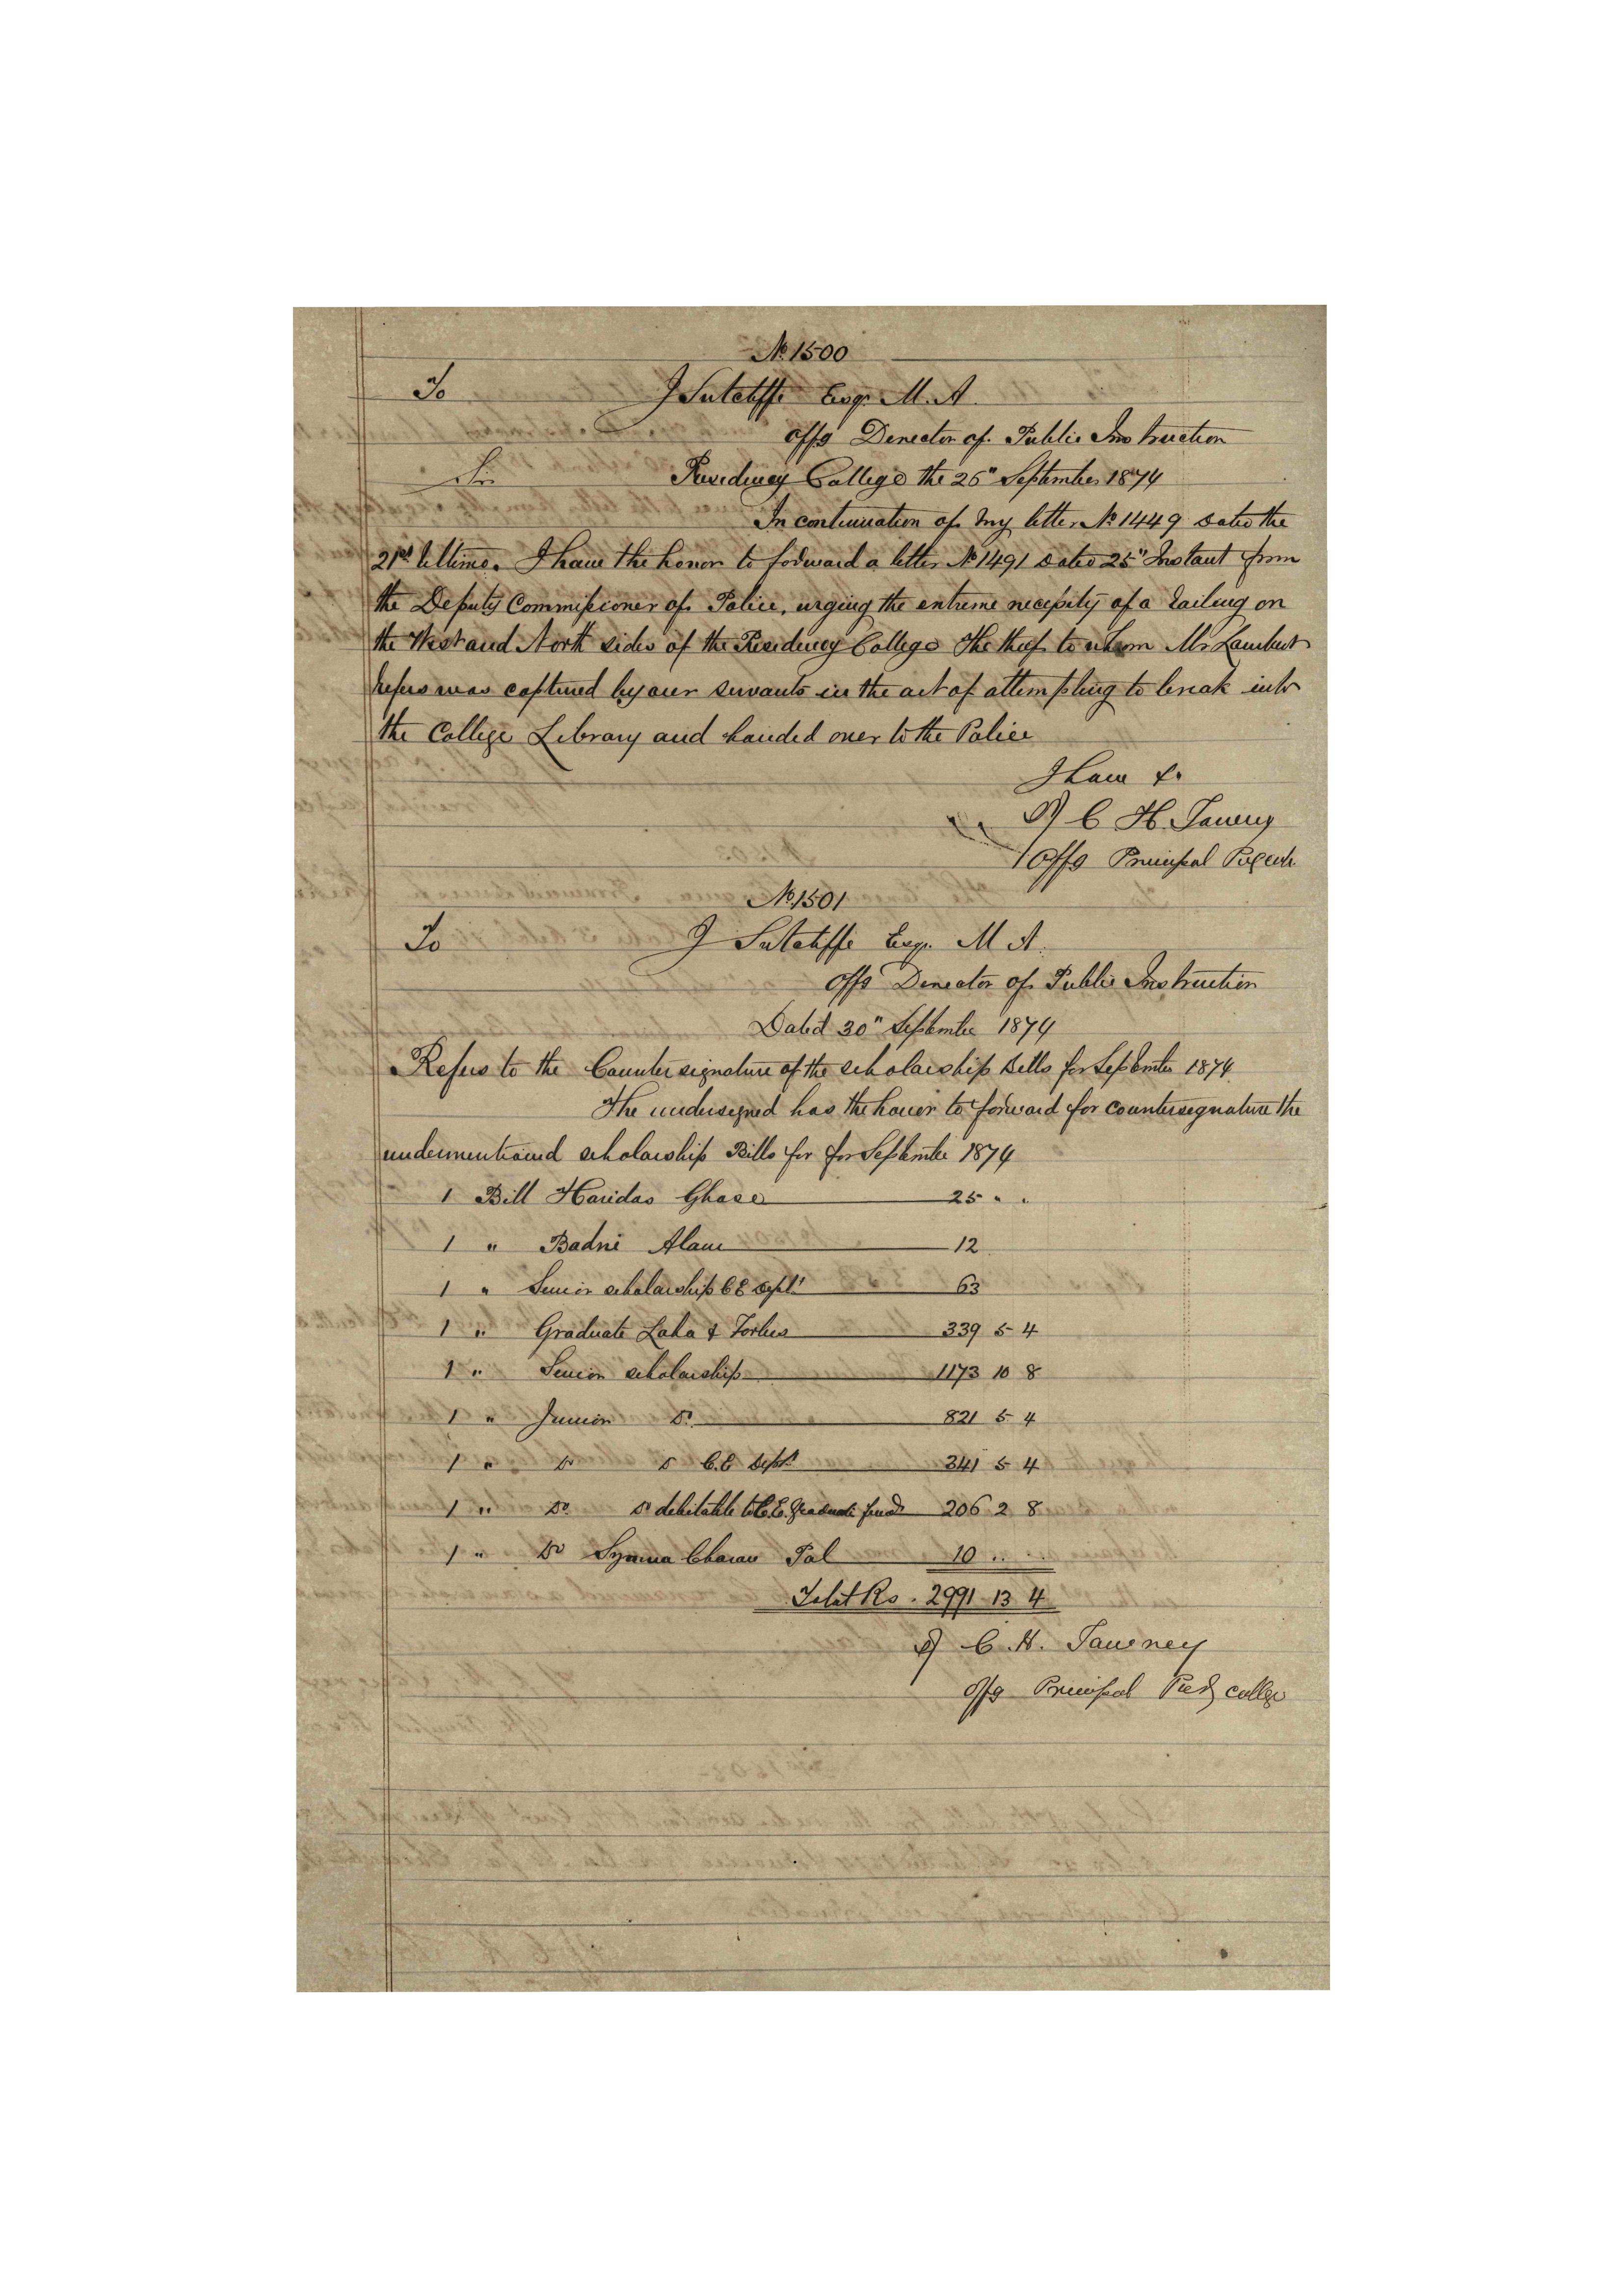 No. 1500
To J Sutcliffe Esqr. M. A.
Offg Director of Public Instruction
Sir Presidency College the 26" September 1874
In continuation of my letter No 1449 dated the
21st Ultimo. I have the honor to forward a letter No 1491 dated 25" Instant from
the Deputy Commissioner of Police, urging the extreme necessity of a railing on
the West and North sides of the Presidency College The theif to whom Mr Lambert
refers was captured by our servants in the act of attempting to break into
the College Library and handed over to the Police
I have &.
Sd/ C H. Tawney
Offg Principal
No. 1501
To J Sutcliffe Esqr. M A.
Offg Director of Public Instruction
Dated 30" September 1874
Refers to the Countersignature of the scholarship bills for September 1874
The undersigned has the honor to forward for countersignature the
undermentioned scholarship Bills for for September 1874
1 Bill Haridas Ghose 25 " "
1 " Badri Alam 12
1 " Senior scholarship C E Dept. 63
1 " Graduate Laha & Forbes 339 5 4
1 " Senior scholarship 1173 10 8
1 " Junior Do. 821 5 4
1 " Do Do C.E Dept. 341 5 4
1 " Do. Do debitable to C.E. Graduate fund 206 2 8
1 " Do Syama Charan Pal 10 " "
Total Rs. 2991 13 4
Sd/ C. H. Tawney
Offg Principal Presy college